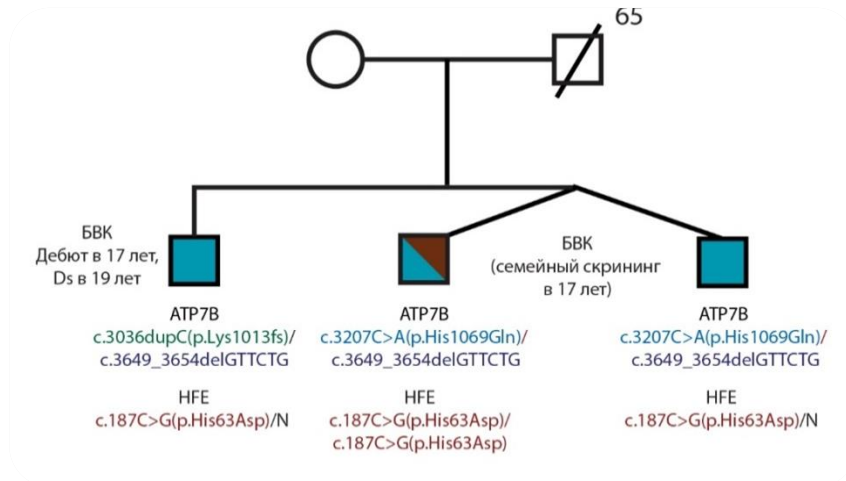 65
БВК
Дебют в 17 лет,
Ds в 19 лет
БВК
(семейный скрининг
в 17 лет)
ATP7B
c.3036dupC(p.Lys1013fs)/
c.3649_3654delGTTCTG
HFE
c.187C>G(p.His63Asp)/N
ATP7B
c.3207C>A(p.His1069Gln)/
c.3649_3654delGTTCTG
HFE
c.187C>G(p.His63Asp)/
c.187C>G(p.His63Asp)
ATP7B
c.3207C>A(p.His1069Gln)/
c.3649_3654delGTTCTG
HFE
c.187C>G(p.His63Asp)/N